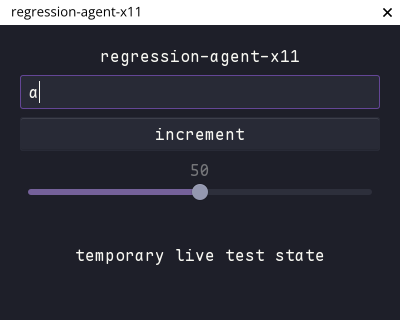 regression-agent-x11
regression-agent-x11
a
increment
50
temporary live test state